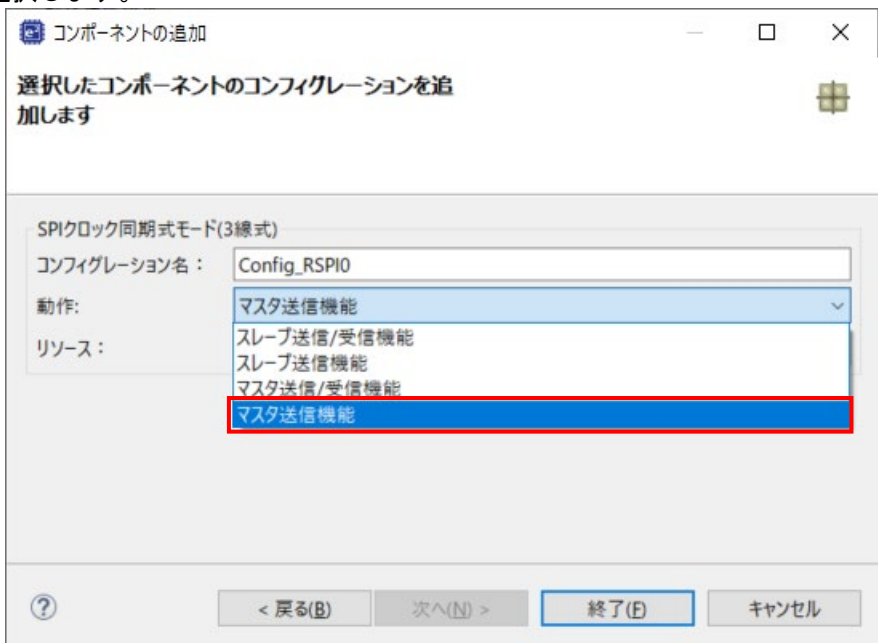 択します。
コンポーネントの追加
選択したコンポーネントのコンフィグレーションを追
加します
SPIクロック同期式モード(3線式)
コンフィグレーション名： Config_RSPI0
動作: マスタ送信機能
スレーブ送信/受信機能
リソース：
スレーブ送信機能
マスタ送信/受信機能
マスタ送信機能
< 戻る(B) 次へ(N) > 終了(F) キャンセル